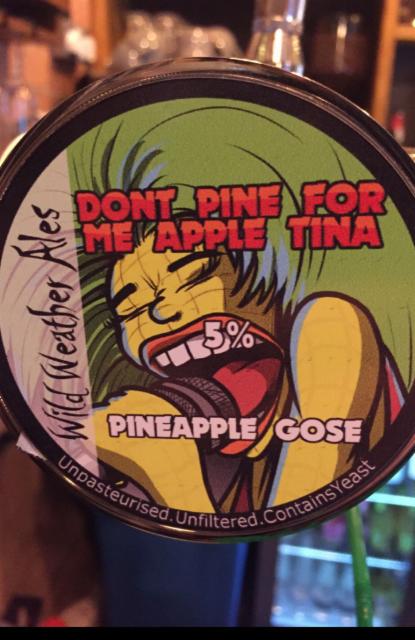 Wild Weather Ales
DONT PINE FOR
ME APPLE TINA
5%
PINEAPPLE GOSE
Unpasteurised.Unfiltered.ContainsYeast